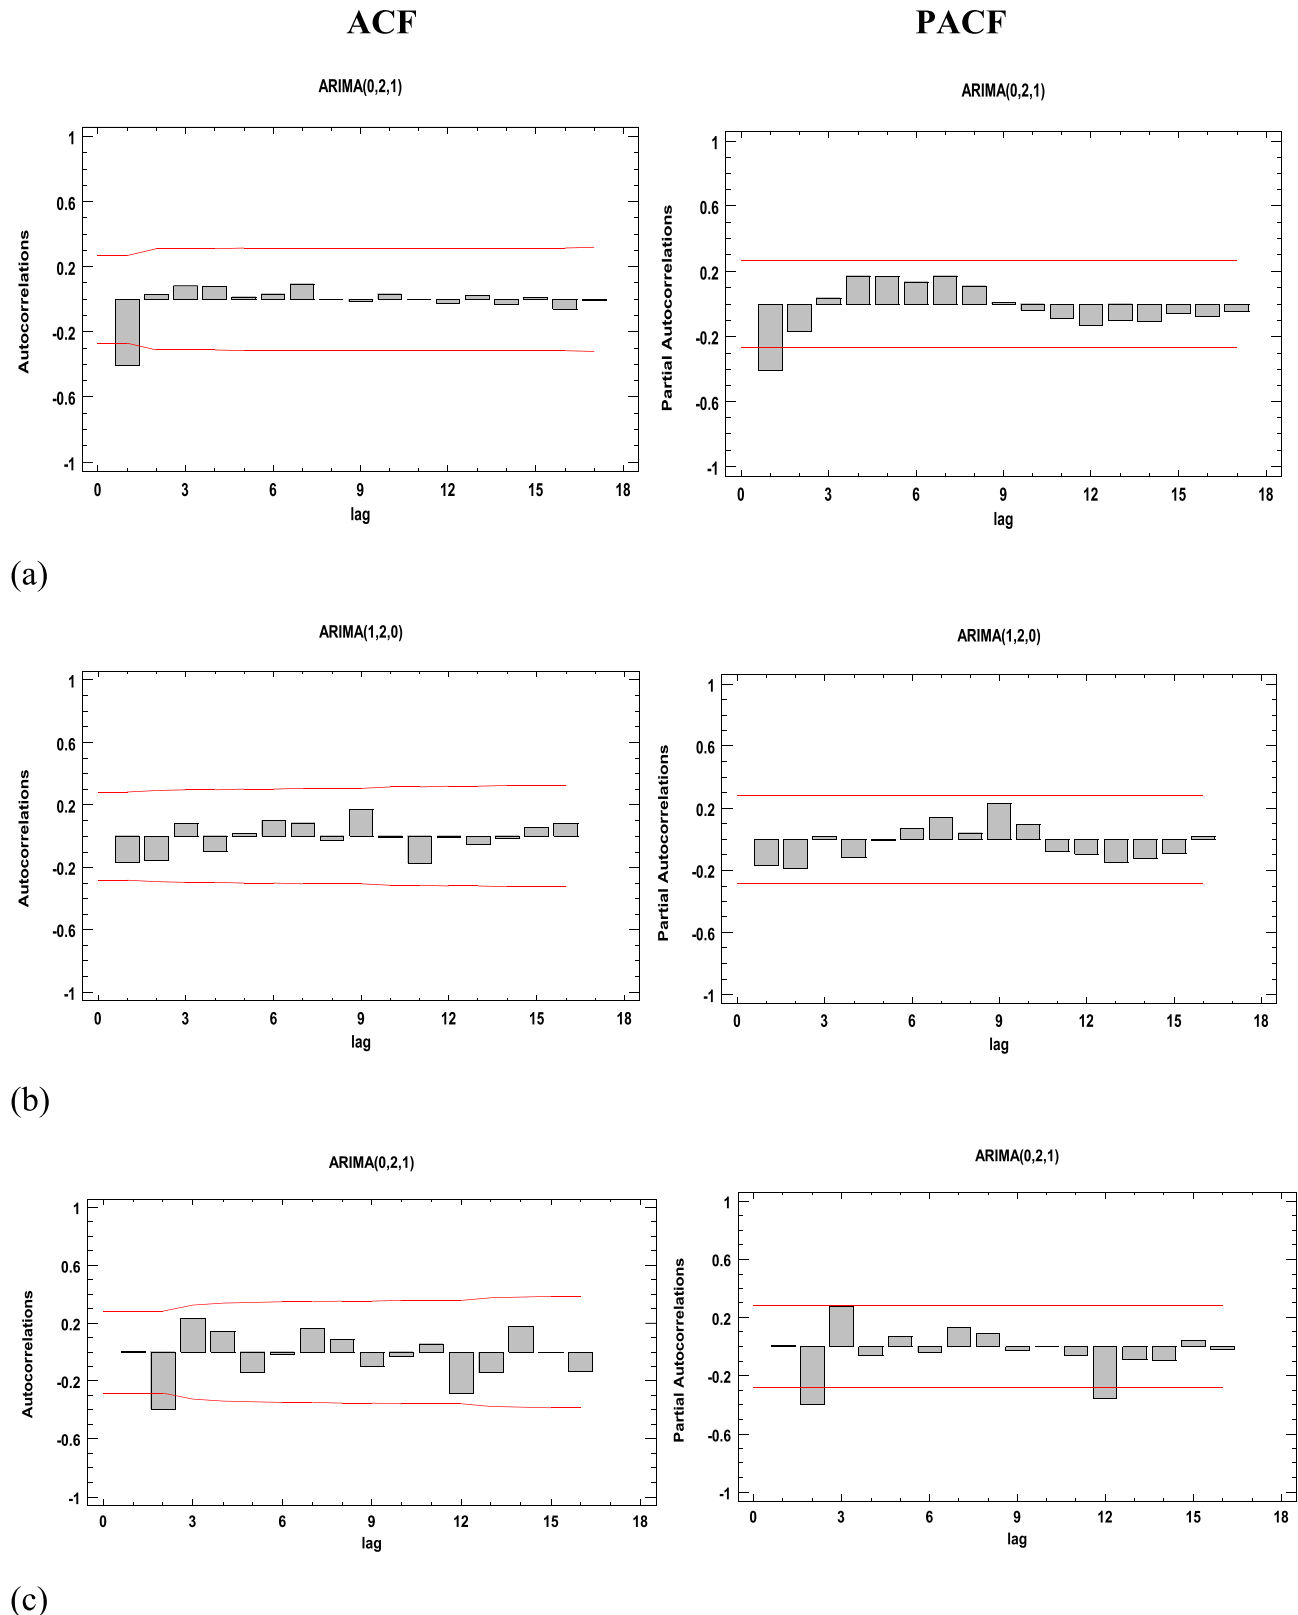 ACF PACF
ARIMA(0,2,1)
Autocorrelations
1
0.6
0.2
-0.2
-0.6
-1
0 3 6 9 12 15 18
lag
ARIMA(0,2,1)
Partial Autocorrelations
1
0.6
0.2
-0.2
-0.6
-1
0 3 6 9 12 15 18
lag
(a)
ARIMA(1,2,0)
Autocorrelations
1
0.6
0.2
-0.2
-0.6
-1
0 3 6 9 12 15 18
lag
ARIMA(1,2,0)
Partial Autocorrelations
1
0.6
0.2
-0.2
-0.6
-1
0 3 6 9 12 15 18
lag
(b)
ARIMA(0,2,1)
Autocorrelations
1
0.6
0.2
-0.2
-0.6
-1
0 3 6 9 12 15 18
lag
ARIMA(0,2,1)
Partial Autocorrelations
1
0.6
0.2
-0.2
-0.6
-1
0 3 6 9 12 15 18
lag
(c)